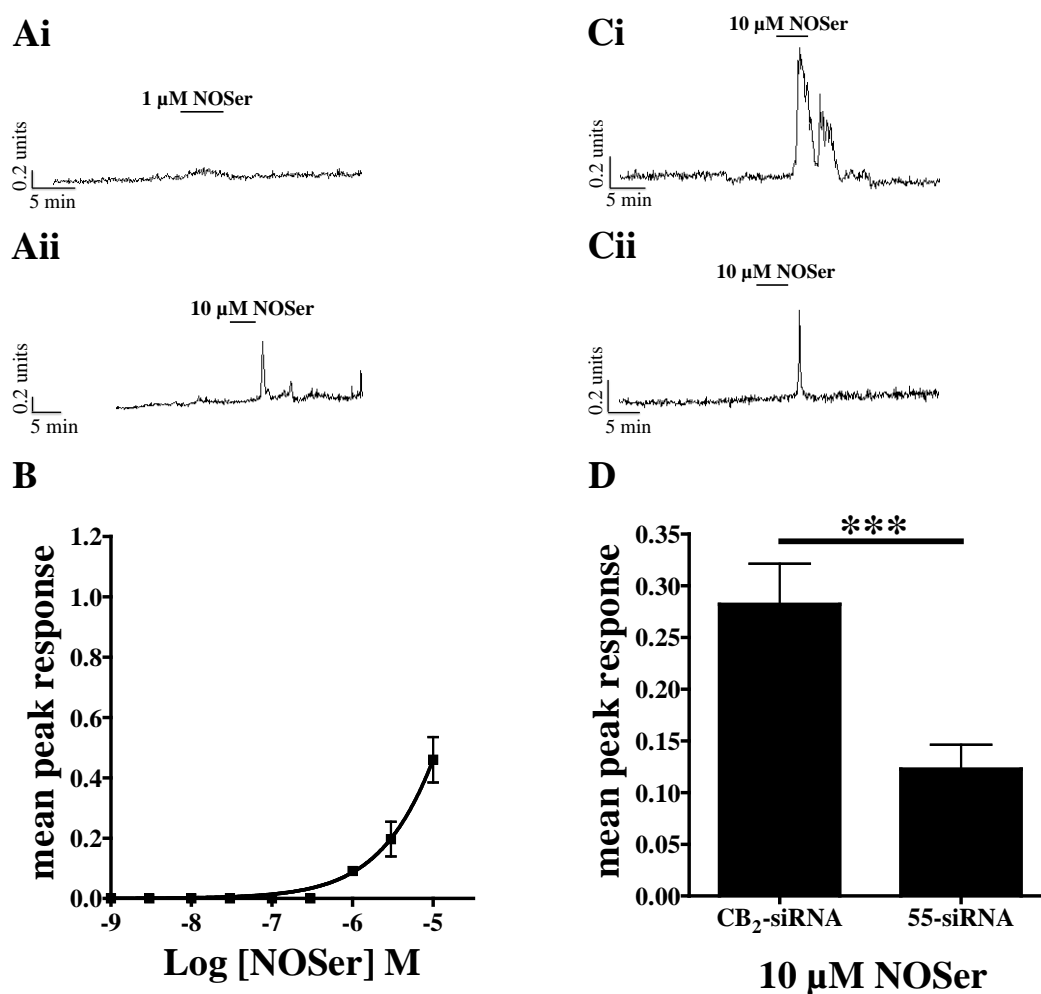 Ai
1 µM NOSer
0.2 units
5 min
Aii
10 µM NOSer
0.2 units
5 min
Ci
10 µM NOSer
0.2 units
5 min
Cii
10 µM NOSer
0.2 units
5 min
B
mean peak response
1.2
1.0
0.8
0.6
0.4
0.2
0.0
-9 -8 -7 -6 -5
Log [NOSer] M
D
***
mean peak response
0.35
0.30
0.25
0.20
0.15
0.10
0.05
0.00
CB₂-siRNA 55-siRNA
10 µM NOSer